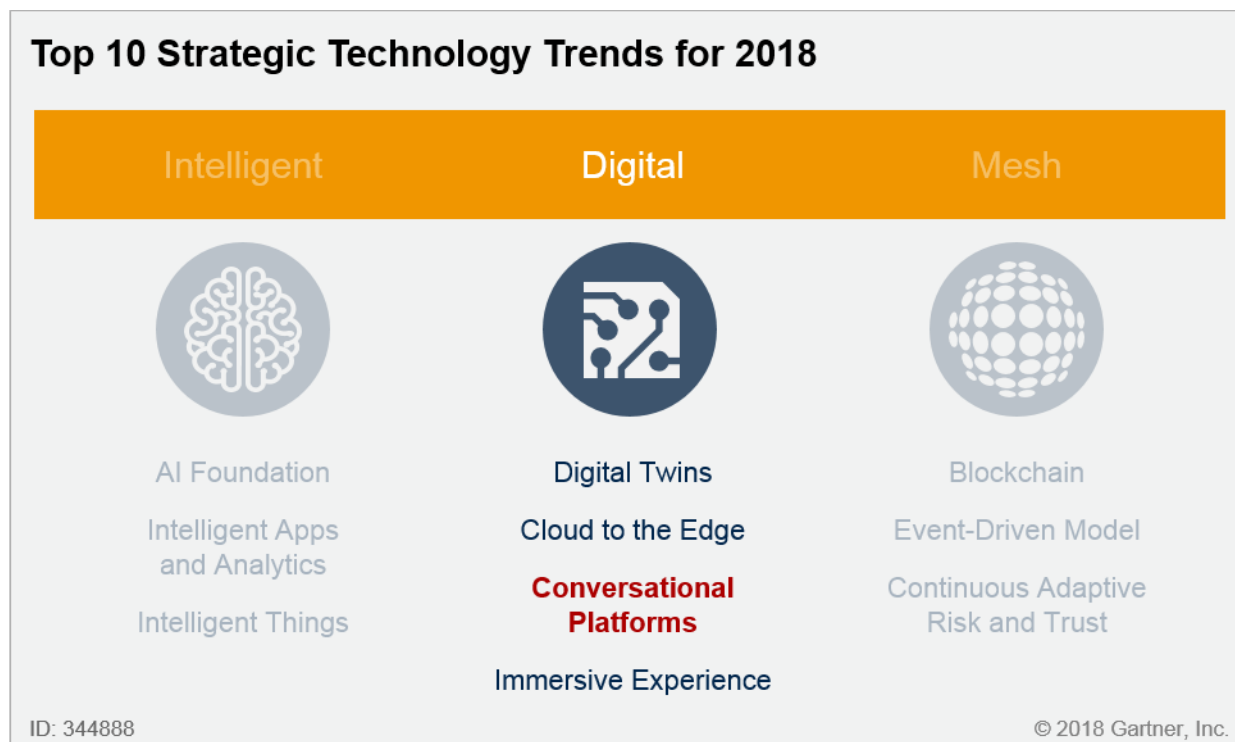 Top 10 Strategic Technology Trends for 2018
Intelligent
Digital
Mesh
AI Foundation
Intelligent Apps
and Analytics
Intelligent Things
Digital Twins
Cloud to the Edge
Conversational
Platforms
Immersive Experience
Blockchain
Event-Driven Model
Continuous Adaptive
Risk and Trust
ID: 344888
© 2018 Gartner, Inc.